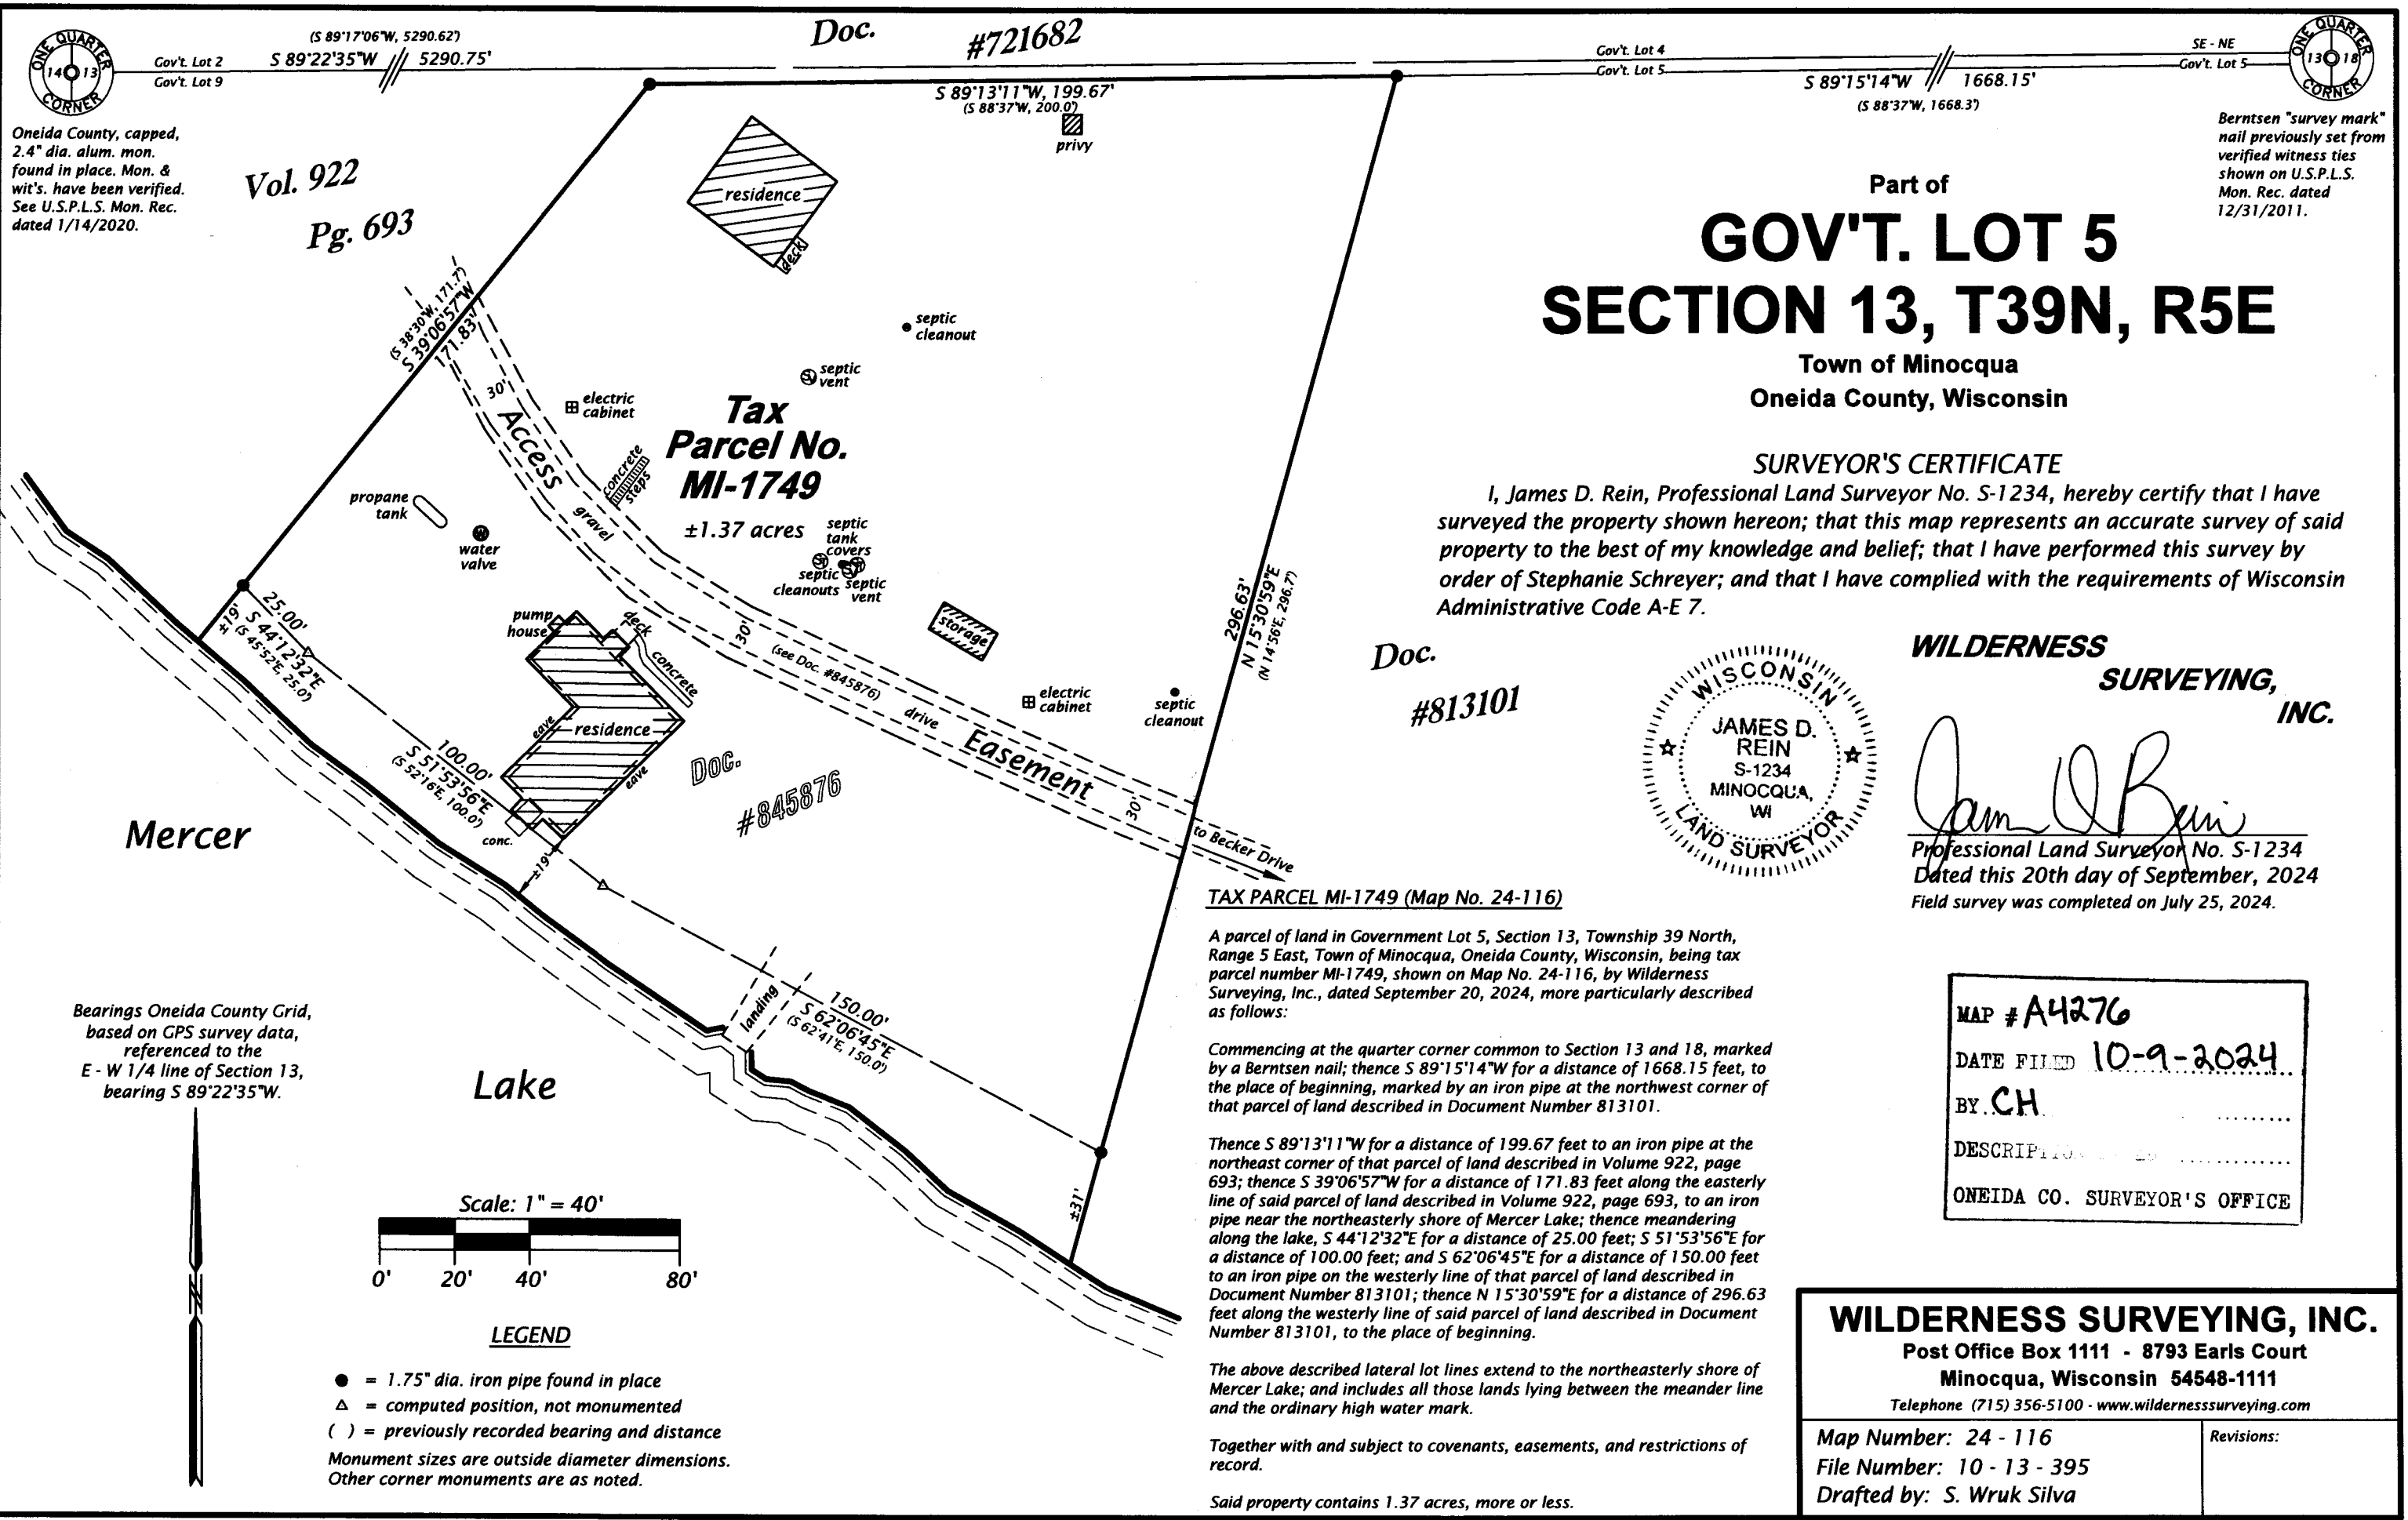 ONE QUARTER
14 13
CORNER
(S 89°17'06"W, 5290.62')
Gov't. Lot 2
S 89°22'35"W
5290.75'
Gov't. Lot 9
Doc.
#721682
Gov't. Lot 4
Gov't. Lot 5
SE - NE
Gov't. Lot 5
S 89°15'14"W
1668.15'
(S 88°37'W, 1668.3')
ONE QUARTER
13 18
CORNER
Oneida County, capped,
2.4" dia. alum. mon.
found in place. Mon. &
wit's. have been verified.
See U.S.P.L.S. Mon. Rec.
dated 1/14/2020.
Berntsen "survey mark"
nail previously set from
verified witness ties
shown on U.S.P.L.S.
Mon. Rec. dated
12/31/2011.
Vol. 922
Pg. 693
S 89°13'11"W, 199.67'
(S 88°37'W, 200.0')
privy
residence
deck
Part of
GOV'T. LOT 5
SECTION 13, T39N, R5E
Town of Minocqua
Oneida County, Wisconsin
(S 38°30'W, 171.7')
S 39°06'57"W
171.83'
septic
cleanout
septic
vent
30'
electric
cabinet
Access
Tax
Parcel No.
MI-1749
±1.37 acres
concrete
steps
gravel
propane
tank
water
valve
septic
tank
covers
septic
cleanouts
septic
vent
SURVEYOR'S CERTIFICATE
I, James D. Rein, Professional Land Surveyor No. S-1234, hereby certify that I have
surveyed the property shown hereon; that this map represents an accurate survey of said
property to the best of my knowledge and belief; that I have performed this survey by
order of Stephanie Schreyer; and that I have complied with the requirements of Wisconsin
Administrative Code A-E 7.
±19'
25.00'
S 44°12'32"E
(S 45°52'E, 25.0')
pump
house
deck
concrete
30'
(see Doc. #845876)
storage
296.63'
N 15°30'59"E
(N 14°56'E, 296.7')
Doc.
#813101
electric
cabinet
septic
cleanout
drive
eave
residence
eave
Easement
100.00'
S 51°53'56"E
(S 52°16'E, 100.0')
Doc.
#845876
conc.
±19'
30'
to Becker Drive
WISCONSIN
JAMES D.
REIN
S-1234
MINOCQUA,
WI
LAND SURVEYOR
WILDERNESS
SURVEYING,
INC.
James D Rein
Professional Land Surveyor No. S-1234
Dated this 20th day of September, 2024
Field survey was completed on July 25, 2024.
Mercer
Lake
landing
150.00'
S 62°06'45"E
(S 62°41'E, 150.0')
±31'
Bearings Oneida County Grid,
based on GPS survey data,
referenced to the
E - W 1/4 line of Section 13,
bearing S 89°22'35"W.
N
Scale: 1" = 40'
0' 20' 40' 80'
LEGEND
= 1.75" dia. iron pipe found in place
= computed position, not monumented
( ) = previously recorded bearing and distance
Monument sizes are outside diameter dimensions.
Other corner monuments are as noted.
TAX PARCEL MI-1749 (Map No. 24-116)
A parcel of land in Government Lot 5, Section 13, Township 39 North,
Range 5 East, Town of Minocqua, Oneida County, Wisconsin, being tax
parcel number MI-1749, shown on Map No. 24-116, by Wilderness
Surveying, Inc., dated September 20, 2024, more particularly described
as follows:
Commencing at the quarter corner common to Section 13 and 18, marked
by a Berntsen nail; thence S 89°15'14"W for a distance of 1668.15 feet, to
the place of beginning, marked by an iron pipe at the northwest corner of
that parcel of land described in Document Number 813101.
Thence S 89°13'11"W for a distance of 199.67 feet to an iron pipe at the
northeast corner of that parcel of land described in Volume 922, page
693; thence S 39°06'57"W for a distance of 171.83 feet along the easterly
line of said parcel of land described in Volume 922, page 693, to an iron
pipe near the northeasterly shore of Mercer Lake; thence meandering
along the lake, S 44°12'32"E for a distance of 25.00 feet; S 51°53'56"E for
a distance of 100.00 feet; and S 62°06'45"E for a distance of 150.00 feet
to an iron pipe on the westerly line of that parcel of land described in
Document Number 813101; thence N 15°30'59"E for a distance of 296.63
feet along the westerly line of said parcel of land described in Document
Number 813101, to the place of beginning.
The above described lateral lot lines extend to the northeasterly shore of
Mercer Lake; and includes all those lands lying between the meander line
and the ordinary high water mark.
Together with and subject to covenants, easements, and restrictions of
record.
Said property contains 1.37 acres, more or less.
MAP # A4276
DATE FILED 10-9-2024
BY. CH
ONEIDA CO. SURVEYOR'S OFFICE
WILDERNESS SURVEYING, INC.
Post Office Box 1111 - 8793 Earls Court
Minocqua, Wisconsin 54548-1111
Telephone (715) 356-5100 - www.wildernesssurveying.com
Map Number: 24 - 116
File Number: 10 - 13 - 395
Drafted by: S. Wruk Silva
Revisions: